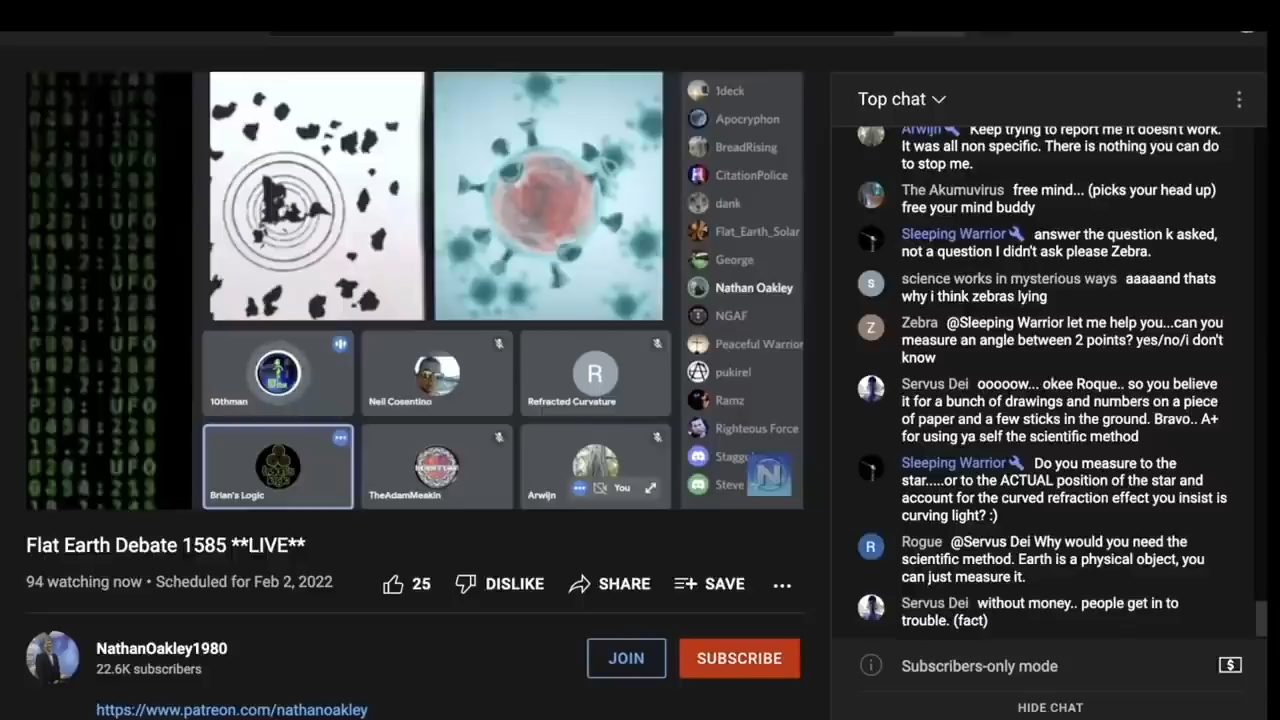 1deck
Apocryphon
BreadRising
CitationPolice
dank
Flat_Earth_Solar
George
Nathan Oakley
NGAF
Peaceful Warrior
pukirel
Ramz
Righteous Force
Steve
N
10thman
Neil Cosentino
R
Refracted Curvature
Brian's Logic
TheAdamMeakin
Arwijn
You
Flat Earth Debate 1585 **LIVE**
94 watching now • Scheduled for Feb 2, 2022
25
DISLIKE
SHARE
SAVE
NathanOakley1980
22.6K subscribers
JOIN
SUBSCRIBE
https://www.patreon.com/nathanoakley
Top chat
Arwijn Keep trying to report me it doesn't work.
It was all non specific. There is nothing you can do
to stop me.
The Akumuvirus free mind... (picks your head up)
free your mind buddy
Sleeping Warrior answer the question k asked,
not a question I didn't ask please Zebra.
S
science works in mysterious ways aaaaand thats
why i think zebras lying
Z
Zebra @Sleeping Warrior let me help you...can you
measure an angle between 2 points? yes/no/i don't
know
Servus Dei ooooow... okee Roque.. so you believe
it for a bunch of drawings and numbers on a piece
of paper and a few sticks in the ground. Bravo.. A+
for using ya self the scientific method
Sleeping Warrior Do you measure to the
star.....or to the ACTUAL position of the star and
account for the curved refraction effect you insist is
curving light? :)
R
Rogue @Servus Dei Why would you need the
scientific method. Earth is a physical object, you
can just measure it.
Servus Dei without money.. people get in to
trouble. (fact)
Subscribers-only mode
HIDE CHAT